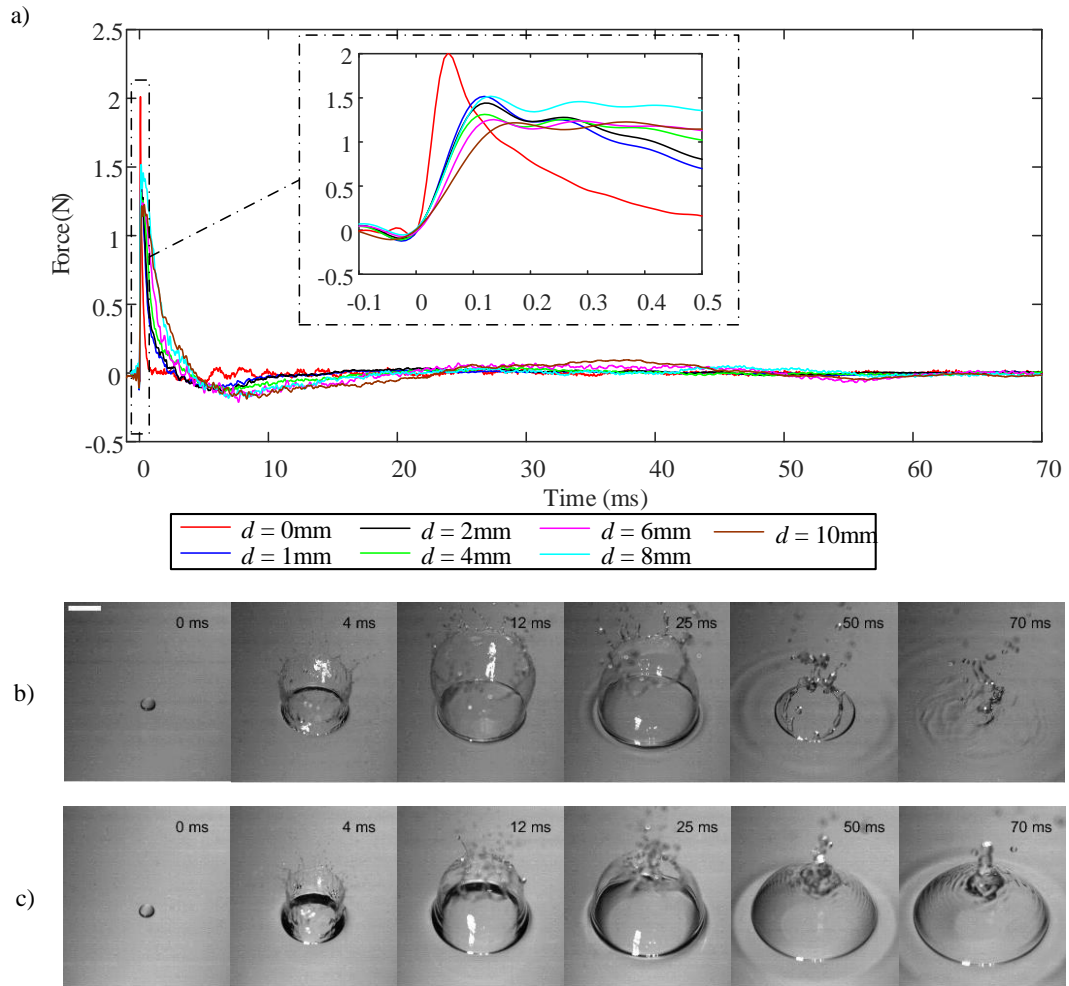 a)
2.5
2
1.5
1
0.5
0
-0.5
Force(N)
2
1.5
1
0.5
0
-0.5
-0.1 0 0.1 0.2 0.3 0.4 0.5
0 10 20 30 40 50 60 70
Time (ms)
d = 0mm d = 2mm d = 6mm d = 10mm
d = 1mm d = 4mm d = 8mm
b)
0 ms 4 ms 12 ms 25 ms 50 ms 70 ms
c)
0 ms 4 ms 12 ms 25 ms 50 ms 70 ms